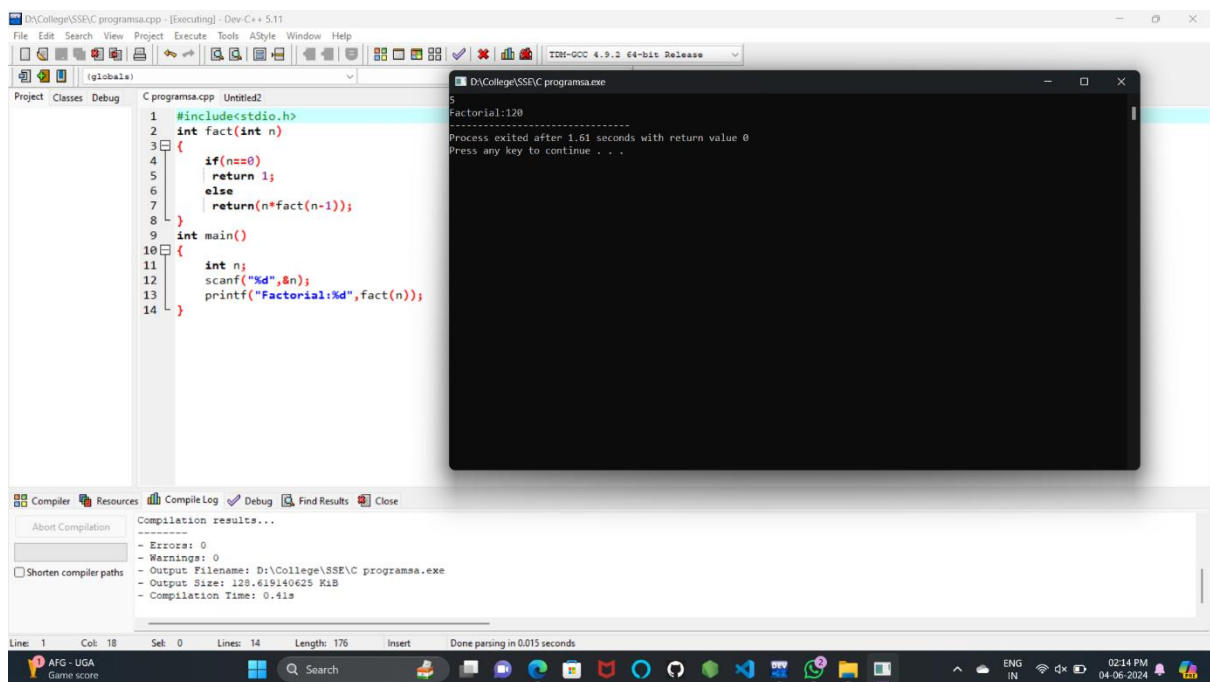 D:\College\SSE\C programsa.cpp - [Executing] - Dev-C++ 5.11
File Edit Search View Project Execute Tools AStyle Window Help
TDM-GCC 4.9.2 64-bit Release
(globals)
Project Classes Debug
C programsa.cpp Untitled2
1 #include<stdio.h>
2 int fact(int n)
3 {
4 if(n==0)
5 return 1;
6 else
7 return(n*fact(n-1));
8 }
9 int main()
10 {
11 int n;
12 scanf("%d",&n);
13 printf("Factorial:%d",fact(n));
14 }
D:\College\SSE\C programsa.exe
5
Factorial:120
--------------------------------
Process exited after 1.61 seconds with return value 0
Press any key to continue . . .
Compiler Resources Compile Log Debug Find Results Close
Abort Compilation
Shorten compiler paths
Compilation results...
--------
- Errors: 0
- Warnings: 0
- Output Filename: D:\College\SSE\C programsa.exe
- Output Size: 128.619140625 KiB
- Compilation Time: 0.41s
Line: 1 Col: 18 Sel: 0 Lines: 14 Length: 176 Insert Done parsing in 0.015 seconds
1
AFG - UGA
Game score
Search
DEV
2
ENG
IN
02:14 PM
04-06-2024
PRE